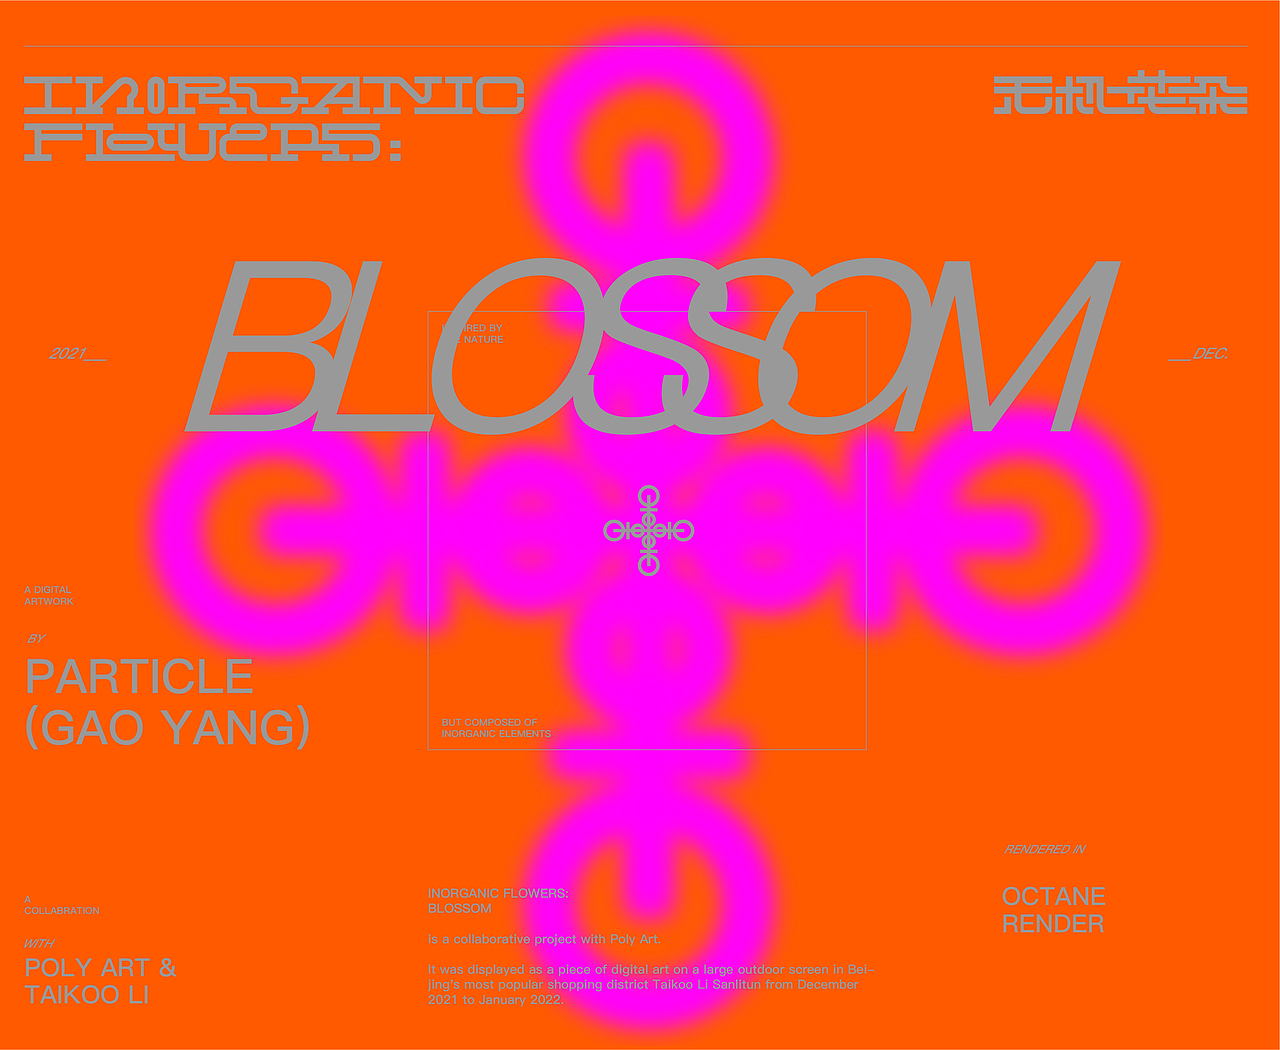 INORGANIC
FLOWERS:
无机花朵
BLOSSOM
INSPIRED BY
THE NATURE
2021__
__DEC.
A DIGITAL
ARTWORK
BY
PARTICLE
(GAO YANG)
BUT COMPOSED OF
INORGANIC ELEMENTS
RENDERED IN
OCTANE
RENDER
A
COLLABRATION
WITH
POLY ART &
TAIKOO LI
INORGANIC FLOWERS:
BLOSSOM
is a collaborative project with Poly Art.
It was displayed as a piece of digital art on a large outdoor screen in Bei–
jing's most popular shopping district Taikoo Li Sanlitun from December
2021 to January 2022.